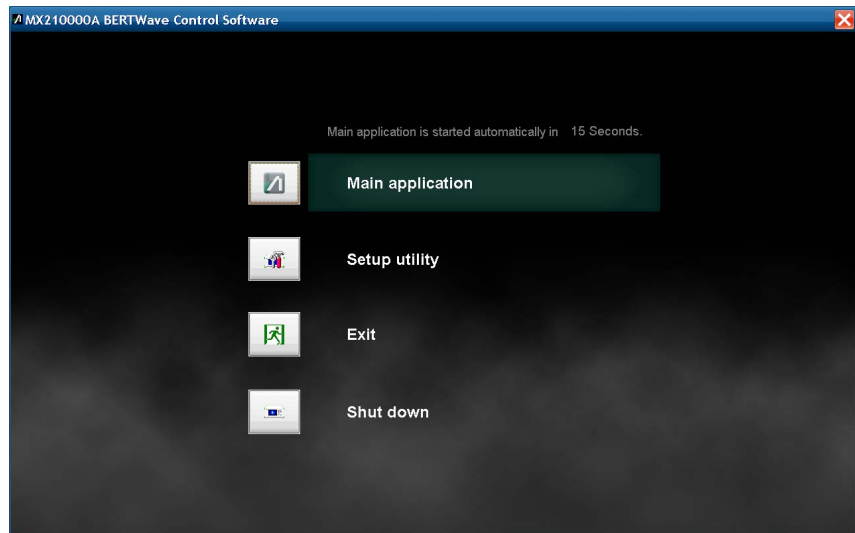 MX210000A BERTWave Control Software
Main application is started automatically in 15 Seconds.
Main application
Setup utility
Exit
Shut down